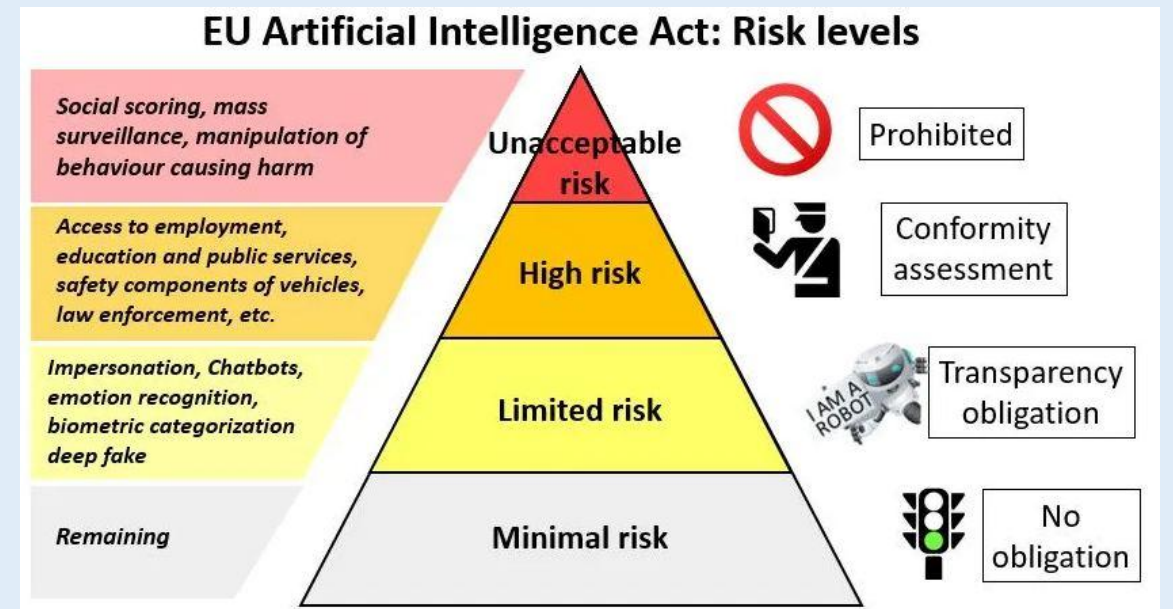 EU Artificial Intelligence Act: Risk levels
Social scoring, mass
surveillance, manipulation of
behaviour causing harm
Unacceptable
risk
Prohibited
Access to employment,
education and public services,
safety components of vehicles,
law enforcement, etc.
High risk
Conformity
assessment
Impersonation, Chatbots,
emotion recognition,
biometric categorization
deep fake
Limited risk
I AM A
ROBOT
Transparency
obligation
Remaining
Minimal risk
No
obligation